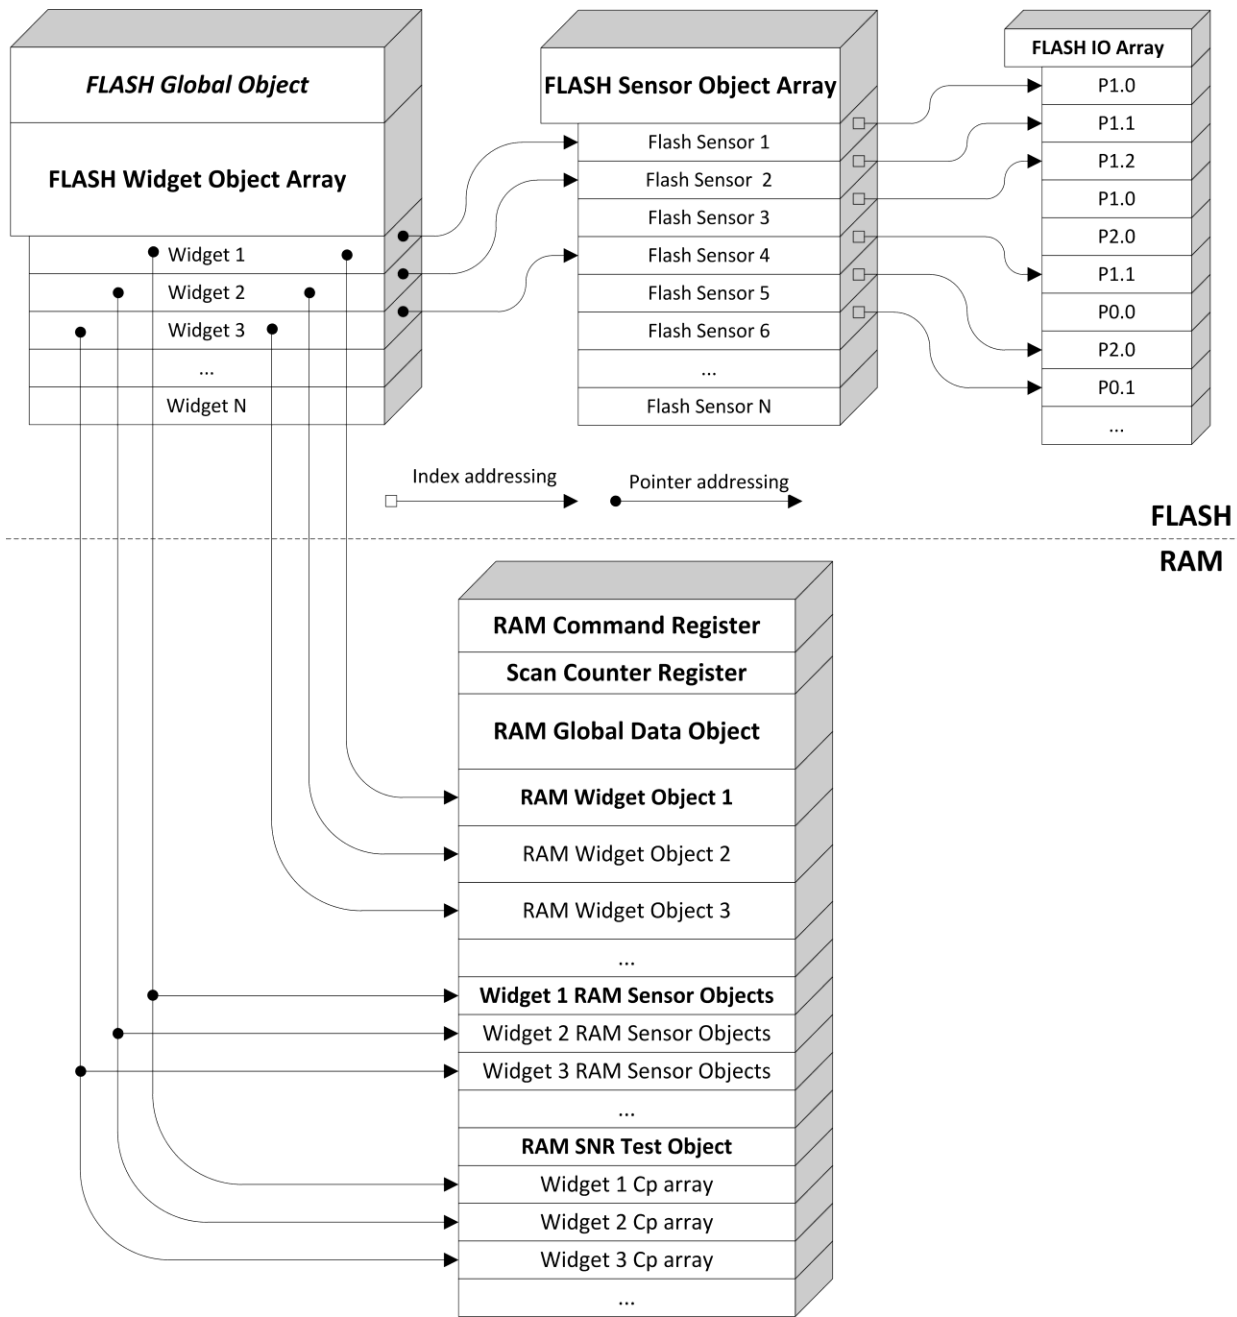 FLASH Global Object
FLASH Widget Object Array
Widget 1
Widget 2
Widget 3
...
Widget N
FLASH Sensor Object Array
Flash Sensor 1
Flash Sensor  2
Flash Sensor 3
Flash Sensor 4
Flash Sensor 5
Flash Sensor 6
...
Flash Sensor N
FLASH IO Array
P1.0
P1.1
P1.2
P1.0
P2.0
P1.1
P0.0
P2.0
P0.1
...
Index addressing
Pointer addressing
FLASH
RAM
RAM Command Register
Scan Counter Register
RAM Global Data Object
RAM Widget Object 1
RAM Widget Object 2
RAM Widget Object 3
...
Widget 1 RAM Sensor Objects
Widget 2 RAM Sensor Objects
Widget 3 RAM Sensor Objects
...
RAM SNR Test Object
Widget 1 Cp array
Widget 2 Cp array
Widget 3 Cp array
...